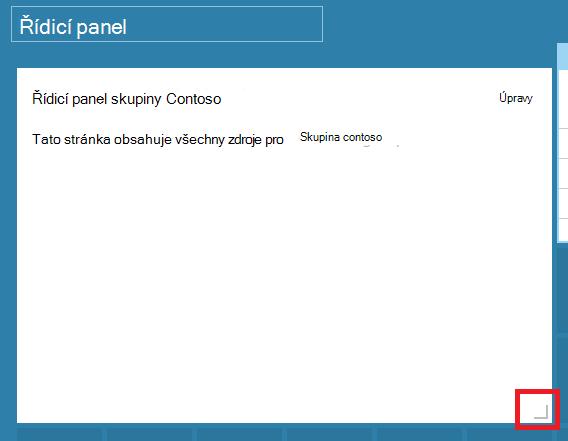 Řídicí panel
Řídicí panel skupiny Contoso
Úpravy
Tato stránka obsahuje všechny zdroje pro Skupina contoso